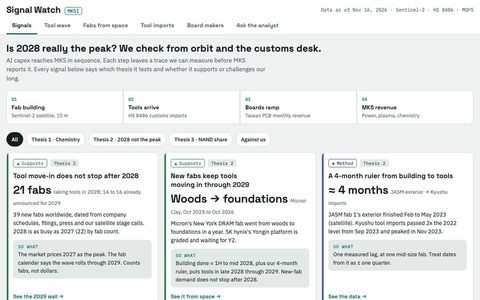 Signal Watch MKSI
Data as of Nov 16, 2026 · Sentinel-2 · HS 8486 · MOPS
Signals Tool wave Fabs from space Tool imports Board makers Ask the analyst
Is 2028 really the peak? We check from orbit and the customs desk.
AI capex reaches MKS in sequence. Each step leaves a trace we can measure before MKS
reports it. Every signal below says which thesis it tests and whether it supports or challenges our
long.
01
Fab building
Sentinel-2 satellite, 10 m
02
Tools arrive
HS 8486 customs imports
03
Boards ramp
Taiwan PCB monthly revenue
04
MKS revenue
Power, plasma, chemistry
All Thesis 1 · Chemistry Thesis 2 · 2028 not the peak Thesis 3 · NAND share Against us
▲ Supports Thesis 2
Tool move-in does not stop after 2028
21 fabs taking tools in 2028; 14 to 16 already
announced for 2029
39 new fabs worldwide, dated from company
schedules, filings, press and our satellite stage calls.
2028 is as busy as 2027 (22) by fab count.
SO WHAT
The market prices 2027 as the peak. The fab
calendar says the wave rolls through 2029. Counts
fabs, not dollars.
See the 2029 wall →
▲ Supports Thesis 2
New fabs keep tools
moving in through 2029
Woods → foundations Micron
Clay, Oct 2025 to Oct 2026
Micron's New York DRAM fab went from woods to
foundations in a year. SK hynix's Yongin splinter is
graded and waiting for Y2.
SO WHAT
Building done ≈ 1H to mid 2028, plus our 4-month
ruler, puts tools in late 2028 through 2029. New-fab
demand does not stop after 2028.
See it from space →
◆ Method Thesis 2
A 4-month ruler from building to tools
≈ 4 months JASM exterior → Kyushu
imports
JASM fab 1's exterior finished Feb to May 2023
(satellite). Kyushu tool imports passed 2x the 2022
level from Sep 2023 and peaked in Nov 2023.
SO WHAT
One measured lag, at one mid-size fab. Treat dates
from it as ± one quarter.
See the data →